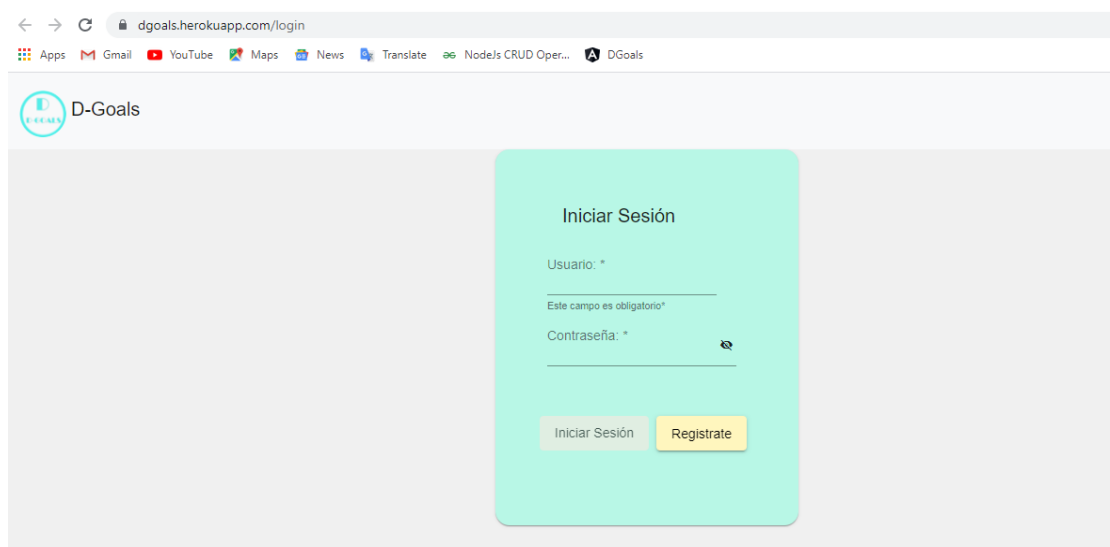 dgoals.herokuapp.com/login
Apps Gmail YouTube Maps News Translate NodeJs CRUD Oper... DGoals
D
D-GOALS
D-Goals
Iniciar Sesión
Usuario: *
Este campo es obligatorio*
Contraseña: *
Iniciar Sesión Registrate